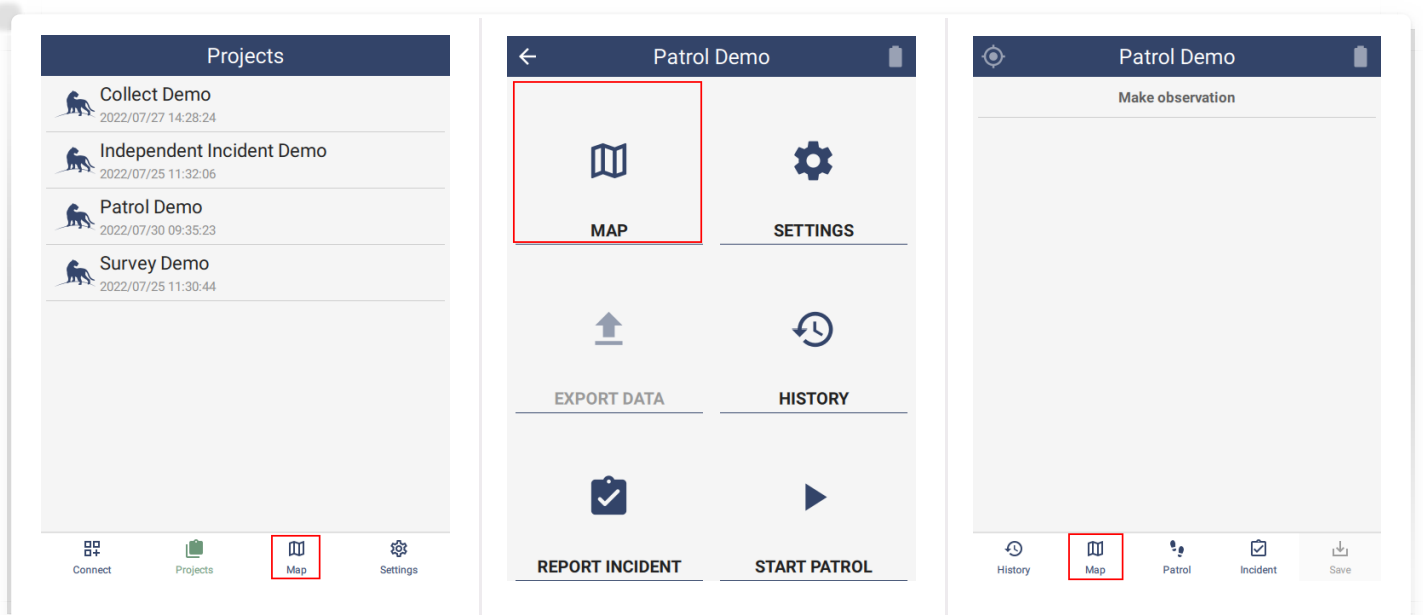 Projects
Collect Demo
2022/07/27 14:28:24
Independent Incident Demo
2022/07/25 11:32:06
Patrol Demo
2022/07/30 09:35:23
Survey Demo
2022/07/25 11:30:44
Connect
Projects
Map
Settings
Patrol Demo
MAP
SETTINGS
EXPORT DATA
HISTORY
REPORT INCIDENT
START PATROL
Patrol Demo
Make observation
History
Map
Patrol
Incident
Save